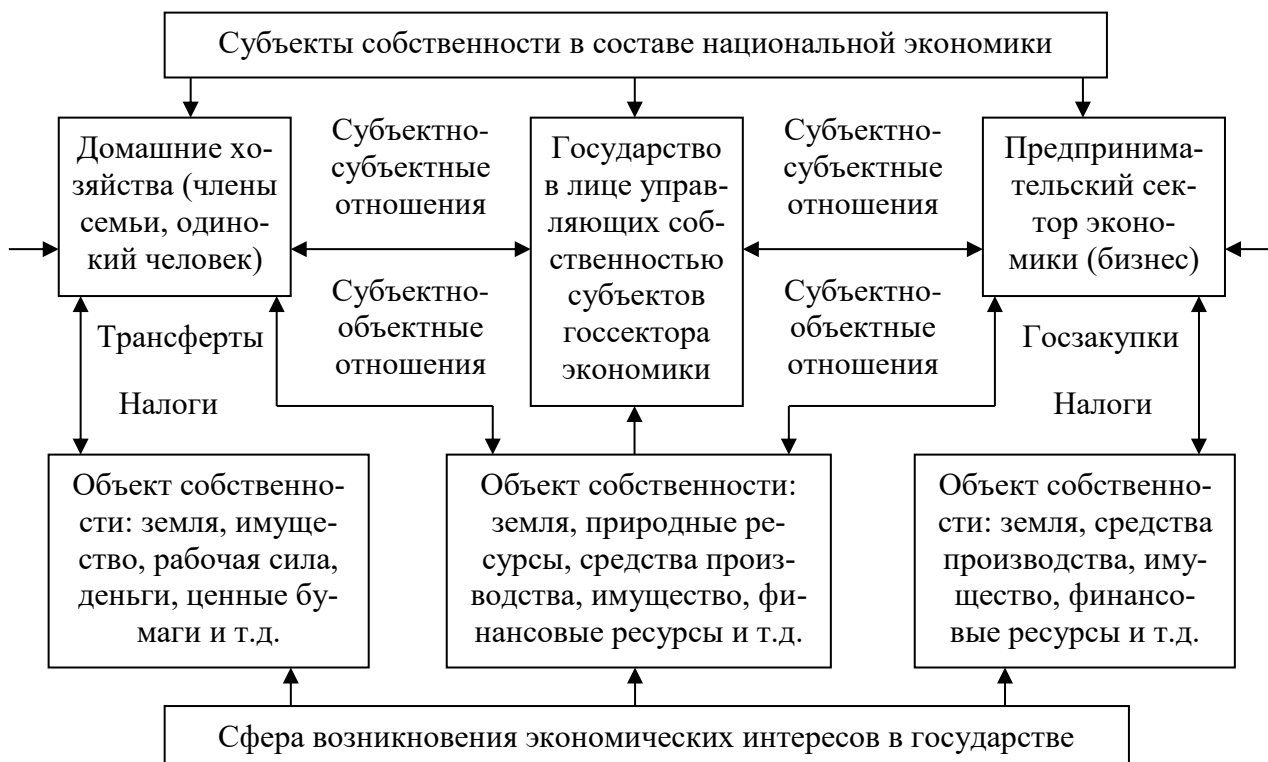 Субъекты собственности в составе национальной экономики
Домашние хо-
зяйства (члены
семьи, одино-
кий человек)
Субъектно-
субъектные
отношения
Государство
в лице управ-
ляющих соб-
ственностью
субъектов
госсектора
экономики
Субъектно-
субъектные
отношения
Предпринима-
тельский сек-
тор эконо-
мики (бизнес)
Субъектно-
объектные
отношения
Субъектно-
объектные
отношения
Трансферты
Налоги
Госзакупки
Налоги
Объект собственно-
сти: земля, имуще-
ство, рабочая сила,
деньги, ценные бу-
маги и т.д.
Объект собственности:
земля, природные ре-
сурсы, средства произ-
водства, имущество, фи-
нансовые ресурсы и т.д.
Объект собственно-
сти: земля, средства
производства, иму-
щество, финансо-
вые ресурсы и т.д.
Сфера возникновения экономических интересов в государстве